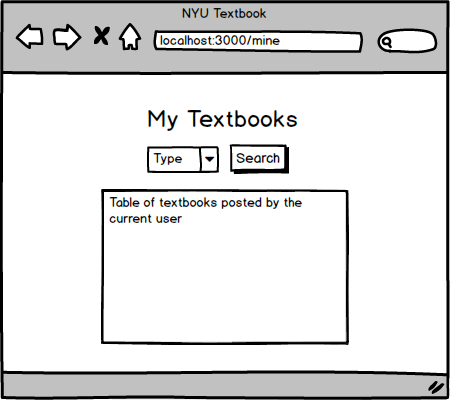 NYU Textbook
localhost:3000/mine
My Textbooks
Type
Search
Table of textbooks posted by the
current user